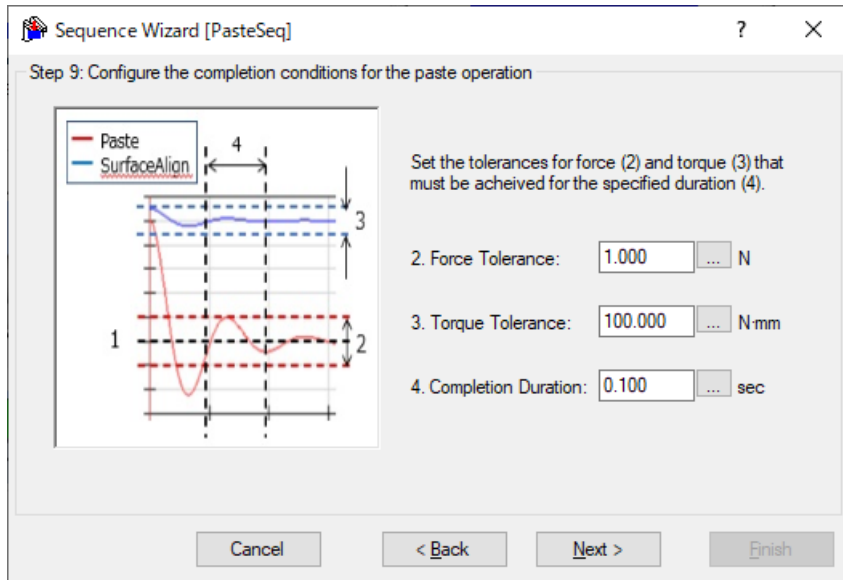 Sequence Wizard [PasteSeq]
?
Step 9: Configure the completion conditions for the paste operation
Paste
SurfaceAlign
4
3
1
2
Set the tolerances for force (2) and torque (3) that
must be acheived for the specified duration (4).
2. Force Tolerance: 1.000 ... N
3. Torque Tolerance: 100.000 ... N·mm
4. Completion Duration: 0.100 ... sec
Cancel
< Back
Next >
Finish